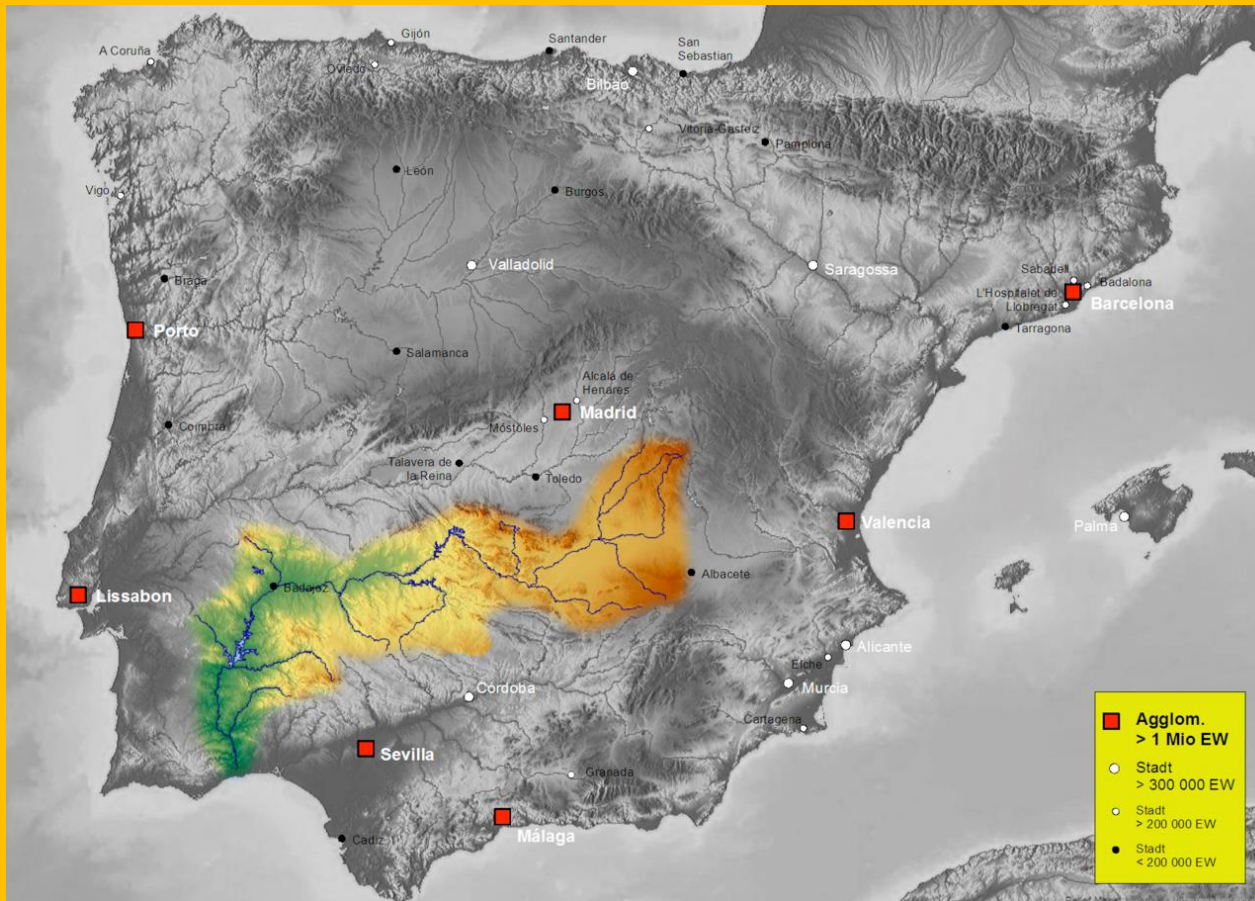 Gijón
Santander
San
Sebastian
A Coruña
Oviedo
Bilbao
Vitoria-Gasteiz
Pamplona
León
Burgos
Vigo
Valladolid
Saragossa
Sabadell
Badalona
Braga
L'Hospitalet de
Llobregat
Barcelona
Porto
Tarragona
Salamanca
Alcalá de
Henares
Madrid
Móstoles
Coimbra
Talavera de
la Reina
Toledo
Valencia
Palma
Albacete
Badajoz
Lissabon
Alicante
Elche
Murcia
Córdoba
Cartagena
Sevilla
Granada
Málaga
Cadiz
Agglom.
> 1 Mio EW
Stadt
> 300 000 EW
Stadt
> 200 000 EW
Stadt
< 200 000 EW